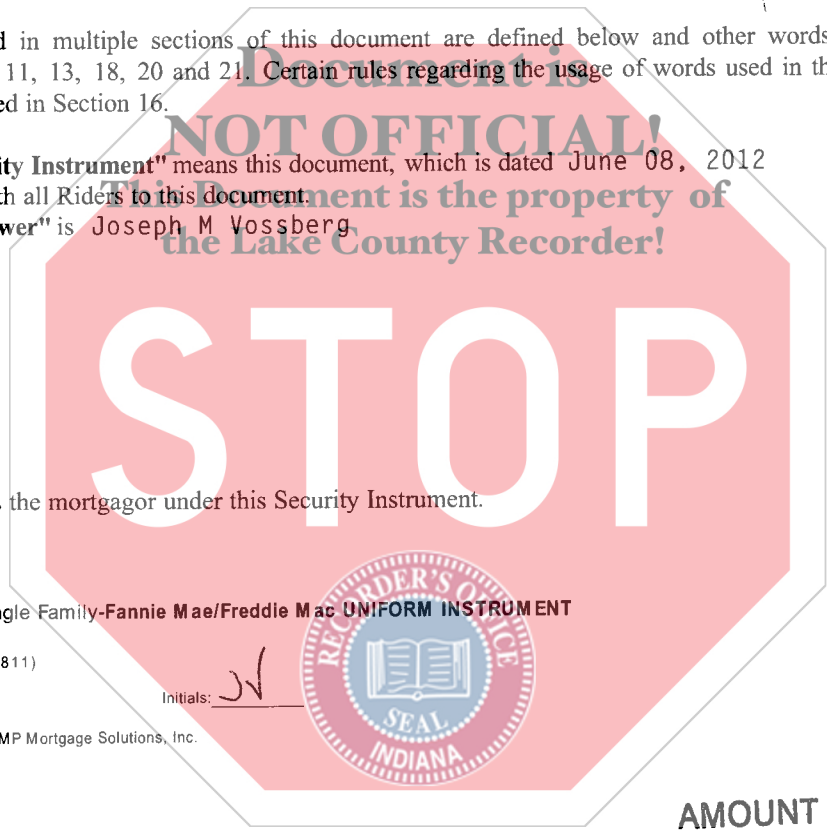 d in multiple sections of this document are defined below and other words
11, 13, 18, 20 and 21. Certain rules regarding the usage of words used in th
ed in Section 16.
Document is
NOT OFFICIAL!
This Document is the property of
the Lake County Recorder!
ity Instrument" means this document, which is dated June 08, 2012
th all Riders to this document.
wer" is Joseph M Vossberg
STOP
the mortgagor under this Security Instrument.
ngle Family-Fannie Mae/Freddie Mac UNIFORM INSTRUMENT
811)
Initials: JV
MP Mortgage Solutions, Inc.
RECORDER'S OFFICE
SEAL
INDIANA
AMOUNT